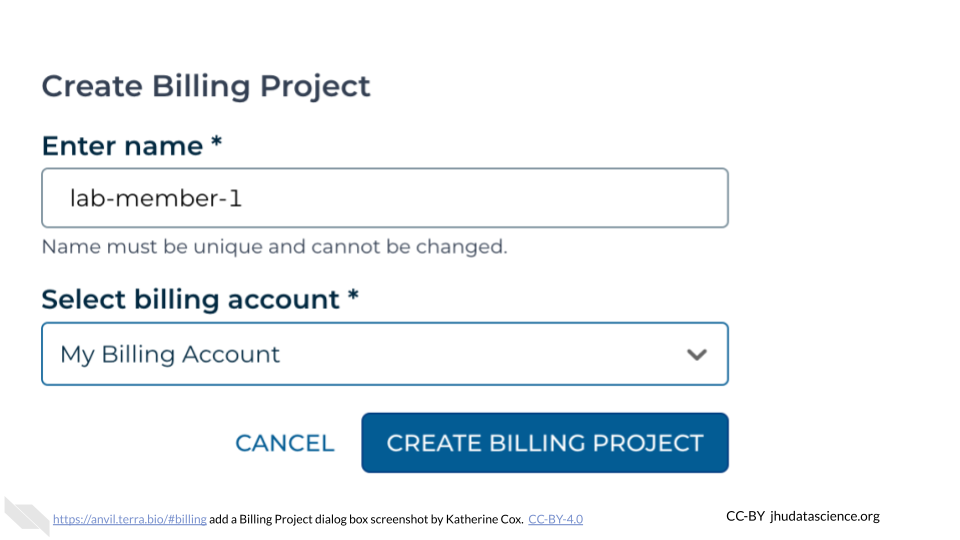 Create Billing Project
Enter name *
lab-member-1
Name must be unique and cannot be changed.
Select billing account *
My Billing Account
CANCEL
CREATE BILLING PROJECT
https://anvil.terra.bio/#billing add a Billing Project dialog box screenshot by Katherine Cox. CC-BY-4.0
CC-BY jhudatascience.org